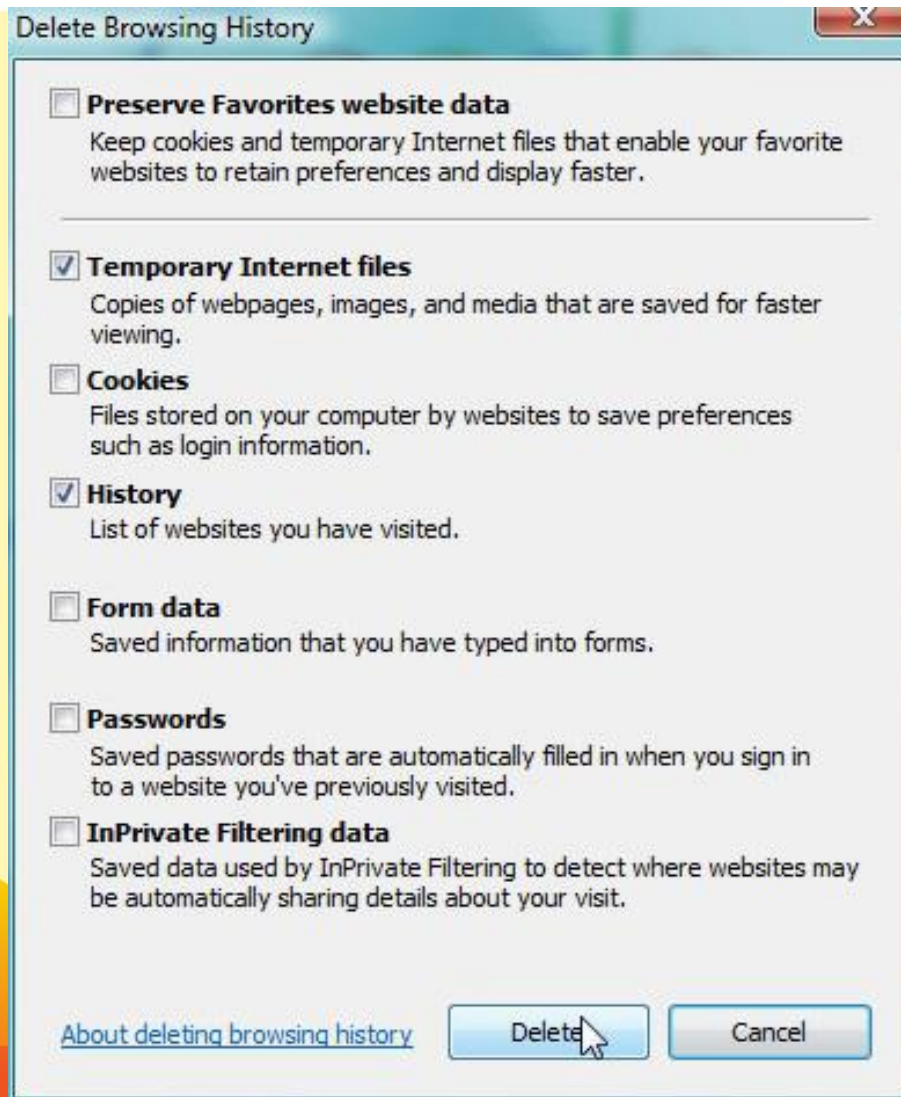 Delete Browsing History
X
Preserve Favorites website data
Keep cookies and temporary Internet files that enable your favorite
websites to retain preferences and display faster.
Temporary Internet files
Copies of webpages, images, and media that are saved for faster
viewing.
Cookies
Files stored on your computer by websites to save preferences
such as login information.
History
List of websites you have visited.
Form data
Saved information that you have typed into forms.
Passwords
Saved passwords that are automatically filled in when you sign in
to a website you've previously visited.
InPrivate Filtering data
Saved data used by InPrivate Filtering to detect where websites may
be automatically sharing details about your visit.
About deleting browsing history
Delete
Cancel